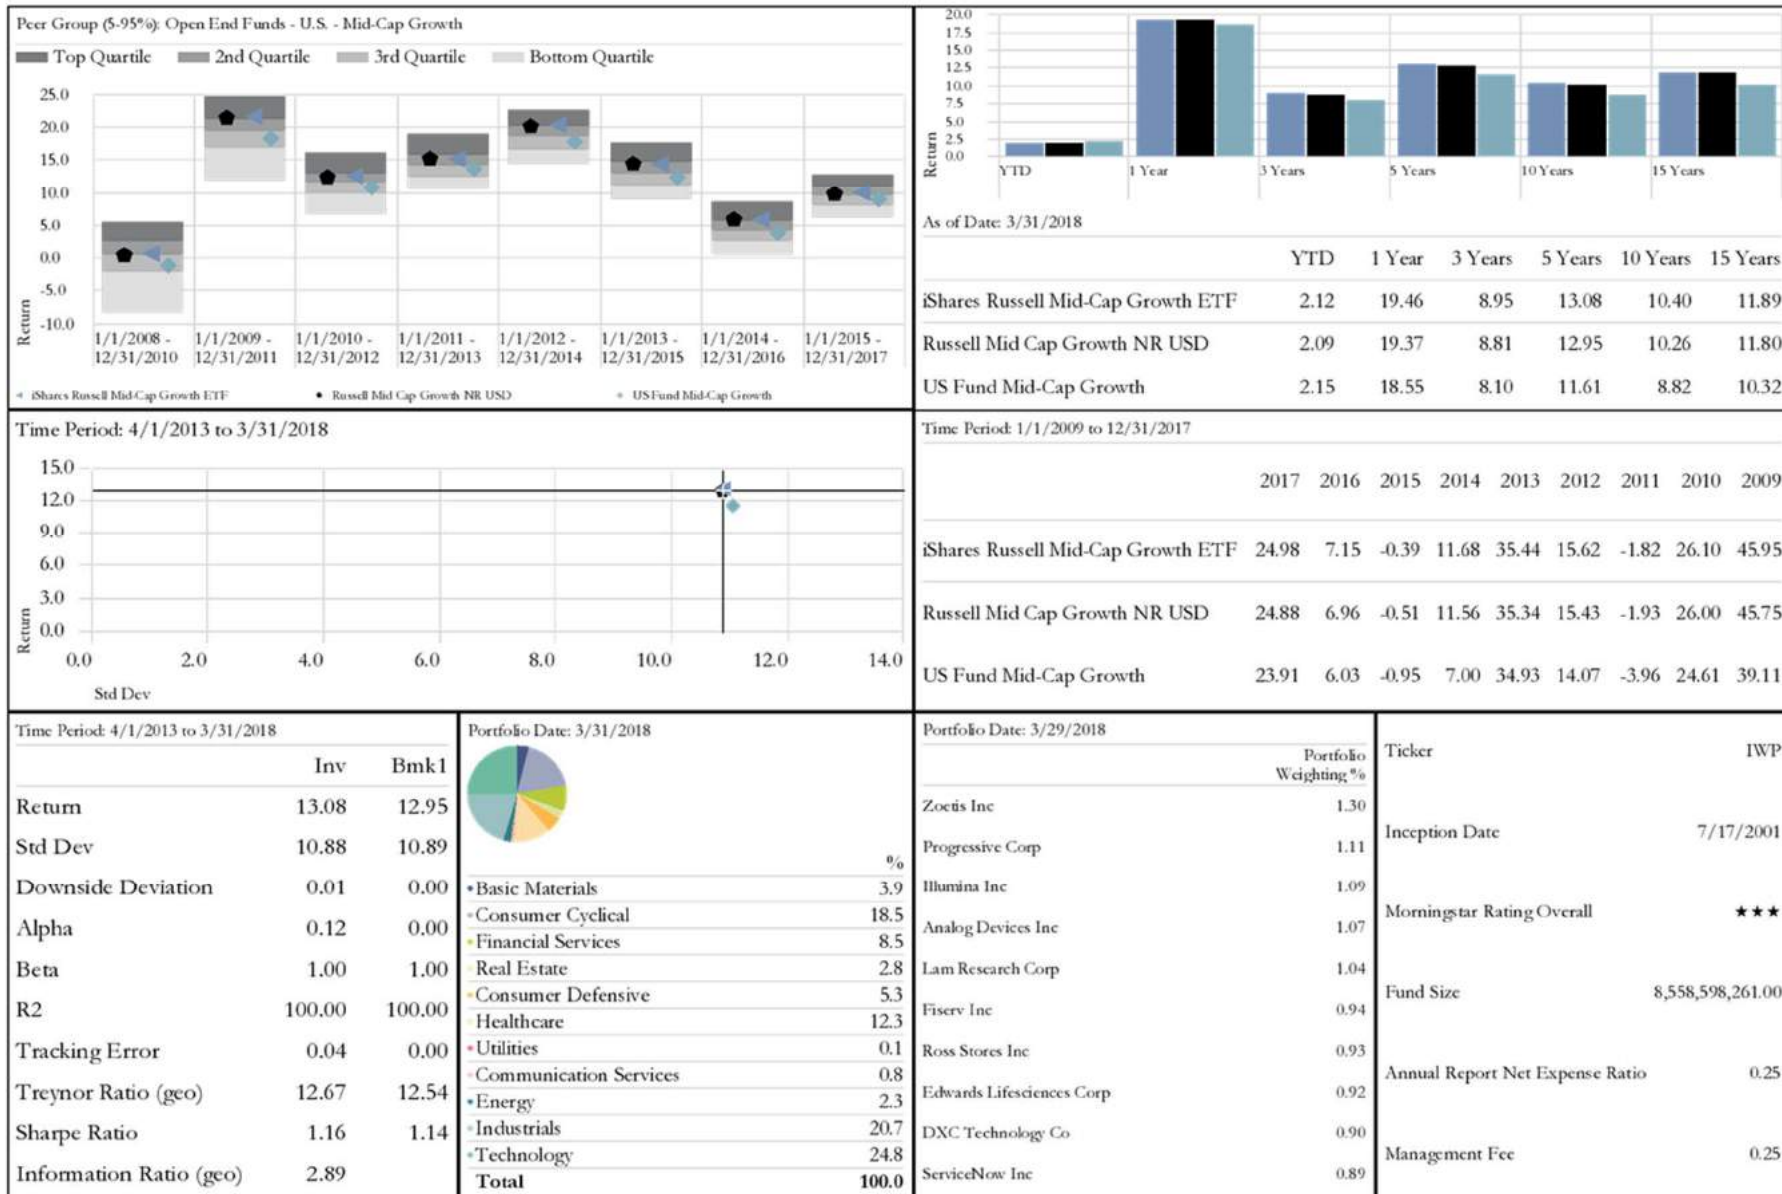 Peer Group (5-95%): Open End Funds - U.S. - Mid-Cap Growth
Top Quartile 2nd Quartile 3rd Quartile Bottom Quartile
25.0
20.0
15.0
10.0
5.0
0.0
-5.0
-10.0
Return
1/1/2008 - 12/31/2010
1/1/2009 - 12/31/2011
1/1/2010 - 12/31/2012
1/1/2011 - 12/31/2013
1/1/2012 - 12/31/2014
1/1/2013 - 12/31/2015
1/1/2014 - 12/31/2016
1/1/2015 - 12/31/2017
iShares Russell Mid-Cap Growth ETF Russell Mid Cap Growth NR USD US Fund Mid-Cap Growth
20.0
17.5
15.0
12.5
10.0
7.5
5.0
2.5
0.0
Return
YTD 1 Year 3 Years 5 Years 10 Years 15 Years
As of Date: 3/31/2018
YTD 1 Year 3 Years 5 Years 10 Years 15 Years
iShares Russell Mid-Cap Growth ETF 2.12 19.46 8.95 13.08 10.40 11.89
Russell Mid Cap Growth NR USD 2.09 19.37 8.81 12.95 10.26 11.80
US Fund Mid-Cap Growth 2.15 18.55 8.10 11.61 8.82 10.32
Time Period: 4/1/2013 to 3/31/2018
15.0
12.0
9.0
6.0
3.0
0.0
Return
0.0 2.0 4.0 6.0 8.0 10.0 12.0 14.0
Std Dev
Time Period: 1/1/2009 to 12/31/2017
2017 2016 2015 2014 2013 2012 2011 2010 2009
iShares Russell Mid-Cap Growth ETF 24.98 7.15 -0.39 11.68 35.44 15.62 -1.82 26.10 45.95
Russell Mid Cap Growth NR USD 24.88 6.96 -0.51 11.56 35.34 15.43 -1.93 26.00 45.75
US Fund Mid-Cap Growth 23.91 6.03 -0.95 7.00 34.93 14.07 -3.96 24.61 39.11
Time Period: 4/1/2013 to 3/31/2018
Inv Bmk1
Return 13.08 12.95
Std Dev 10.88 10.89
Downside Deviation 0.01 0.00
Alpha 0.12 0.00
Beta 1.00 1.00
R2 100.00 100.00
Tracking Error 0.04 0.00
Treynor Ratio (geo) 12.67 12.54
Sharpe Ratio 1.16 1.14
Information Ratio (geo) 2.89
Portfolio Date: 3/31/2018
%
Basic Materials 3.9
Consumer Cyclical 18.5
Financial Services 8.5
Real Estate 2.8
Consumer Defensive 5.3
Healthcare 12.3
Utilities 0.1
Communication Services 0.8
Energy 2.3
Industrials 20.7
Technology 24.8
Total 100.0
Portfolio Date: 3/29/2018
Portfolio
Weighting %
Zoetis Inc 1.30
Progressive Corp 1.11
Illumina Inc 1.09
Analog Devices Inc 1.07
Lam Research Corp 1.04
Fiserv Inc 0.94
Ross Stores Inc 0.93
Edwards Lifesciences Corp 0.92
DXC Technology Co 0.90
ServiceNow Inc 0.89
Ticker IWP
Inception Date 7/17/2001
Morningstar Rating Overall ★★★
Fund Size 8,558,598,261.00
Annual Report Net Expense Ratio 0.25
Management Fee 0.25